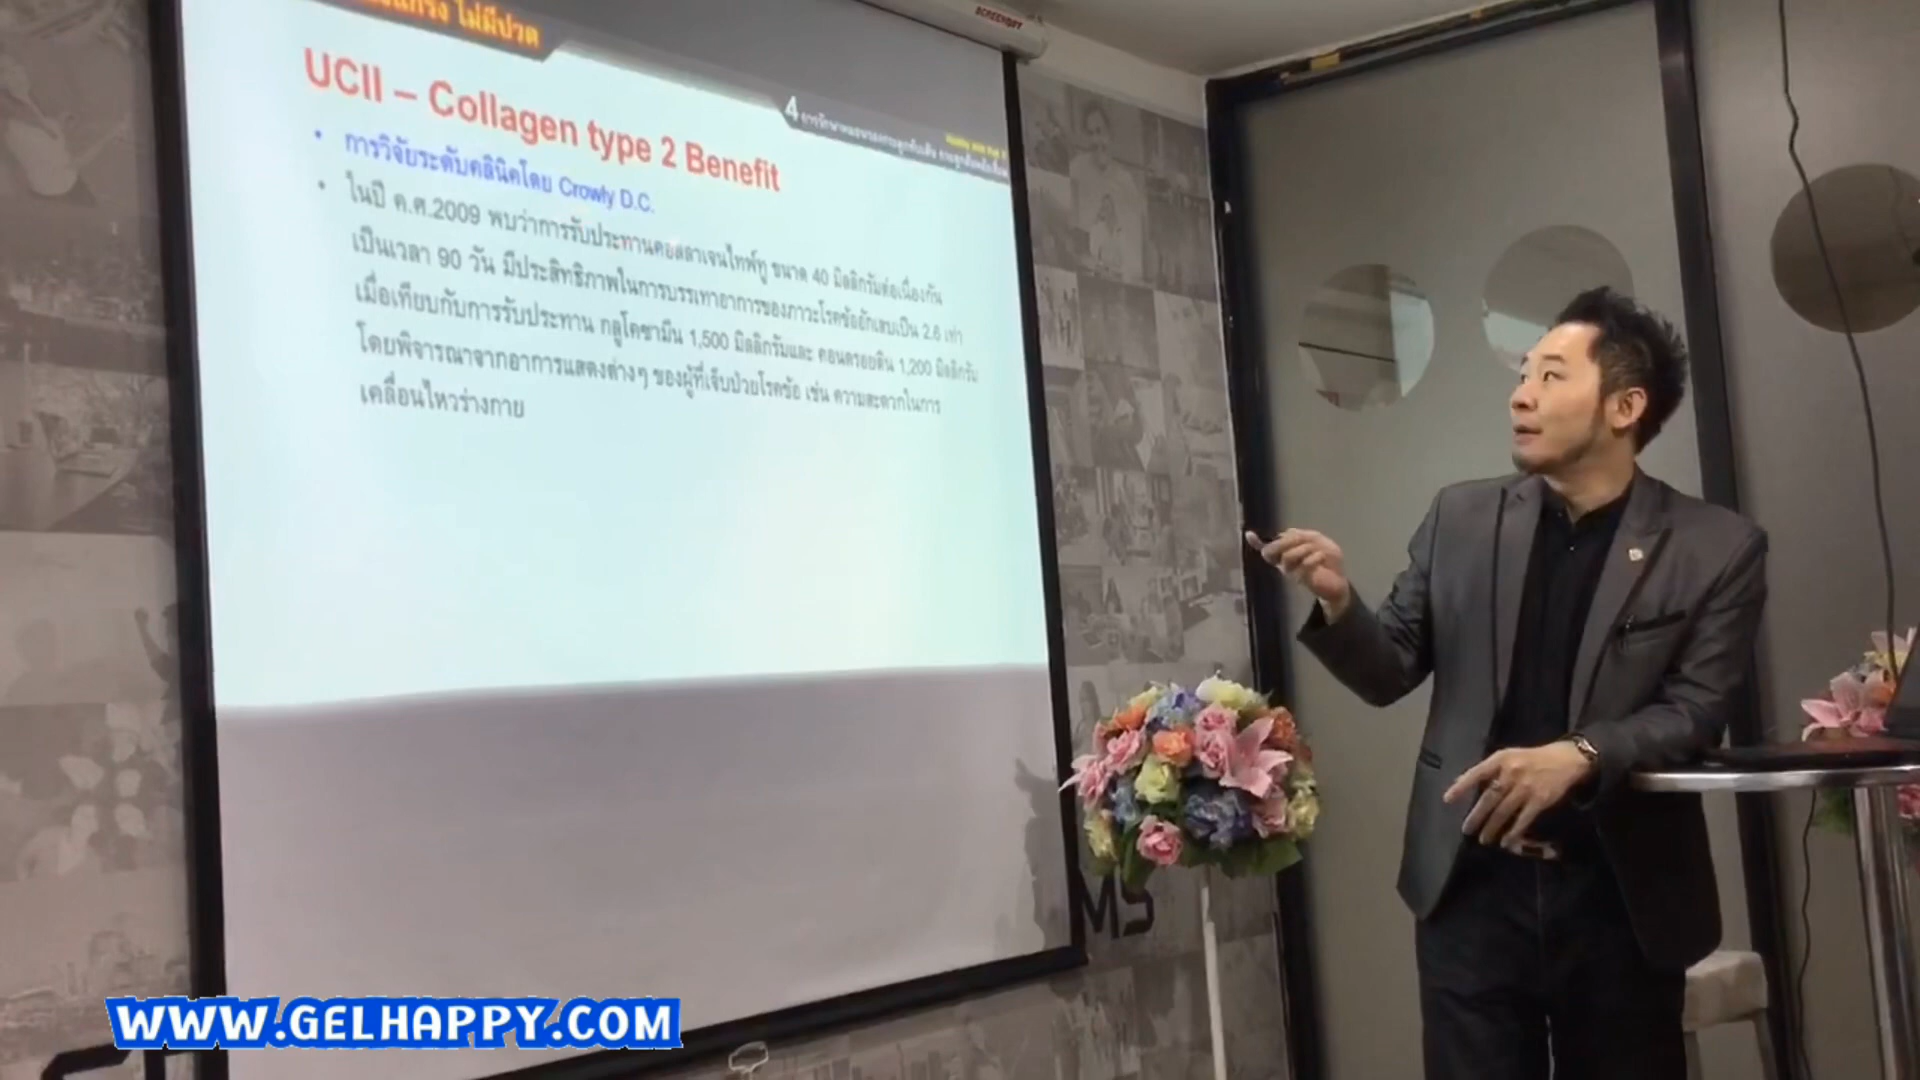 ไม่มีปวด
SCREENBOY
UCII – Collagen type 2 Benefit
4
• การวิจัยระดับคลินิคโดย Crowly D.C.
• ในปี ค.ศ.2009 พบว่าการรับประทานคอลลาเจนไทพ์ทู ขนาด 40 มิลลิกรัมต่อเนื่องกัน
เป็นเวลา 90 วัน มีประสิทธิภาพในการบรรเทาอาการของภาวะโรคข้ออักเสบเป็น 2.6 เท่า
เมื่อเทียบกับการรับประทาน กลูโคซามีน 1,500 มิลลิกรัมและ คอนดรอยติน 1,200 มิลลิกรัม
โดยพิจารณาจากอาการแสดงต่างๆ ของผู้ที่เจ็บป่วยโรคข้อ เช่น ความสะดวกในการ
เคลื่อนไหวร่างกาย
MS
WWW.GELHAPPY.COM